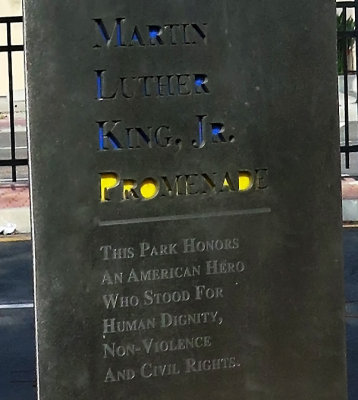 Martin
Luther
King, Jr.
Promenade
This Park Honors
An American Hero
Who Stood For
Human Dignity,
Non-Violence
And Civil Rights.